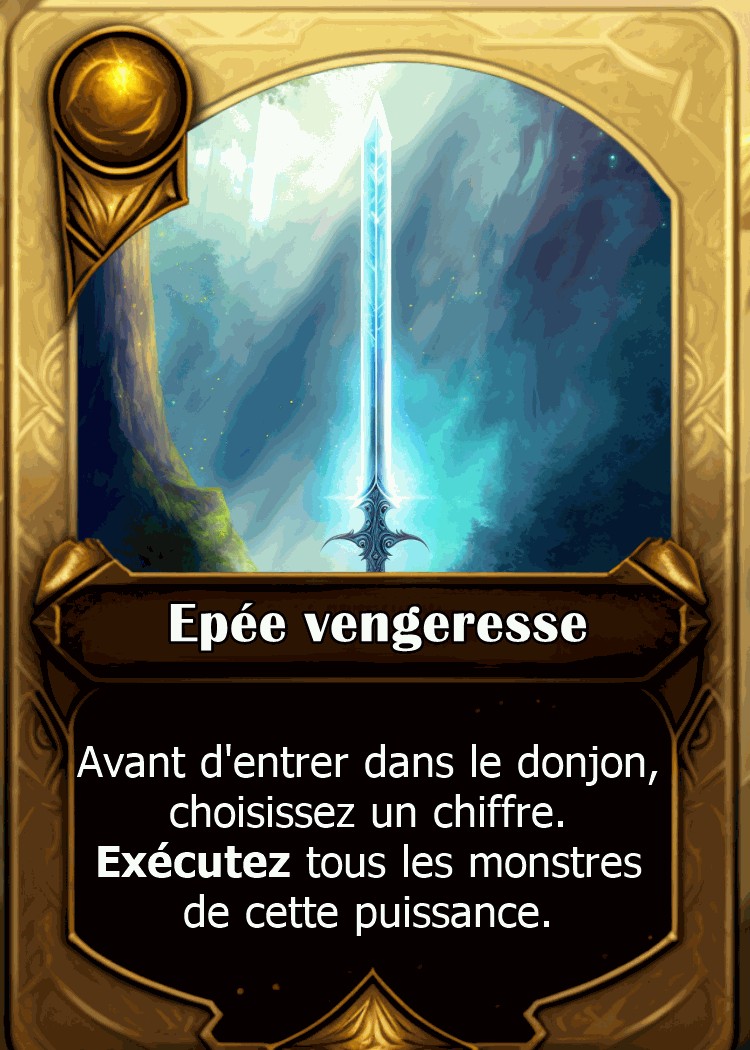 Epée vengeresse
Avant d'entrer dans le donjon,
choisissez un chiffre.
Exécutez tous les monstres
de cette puissance.